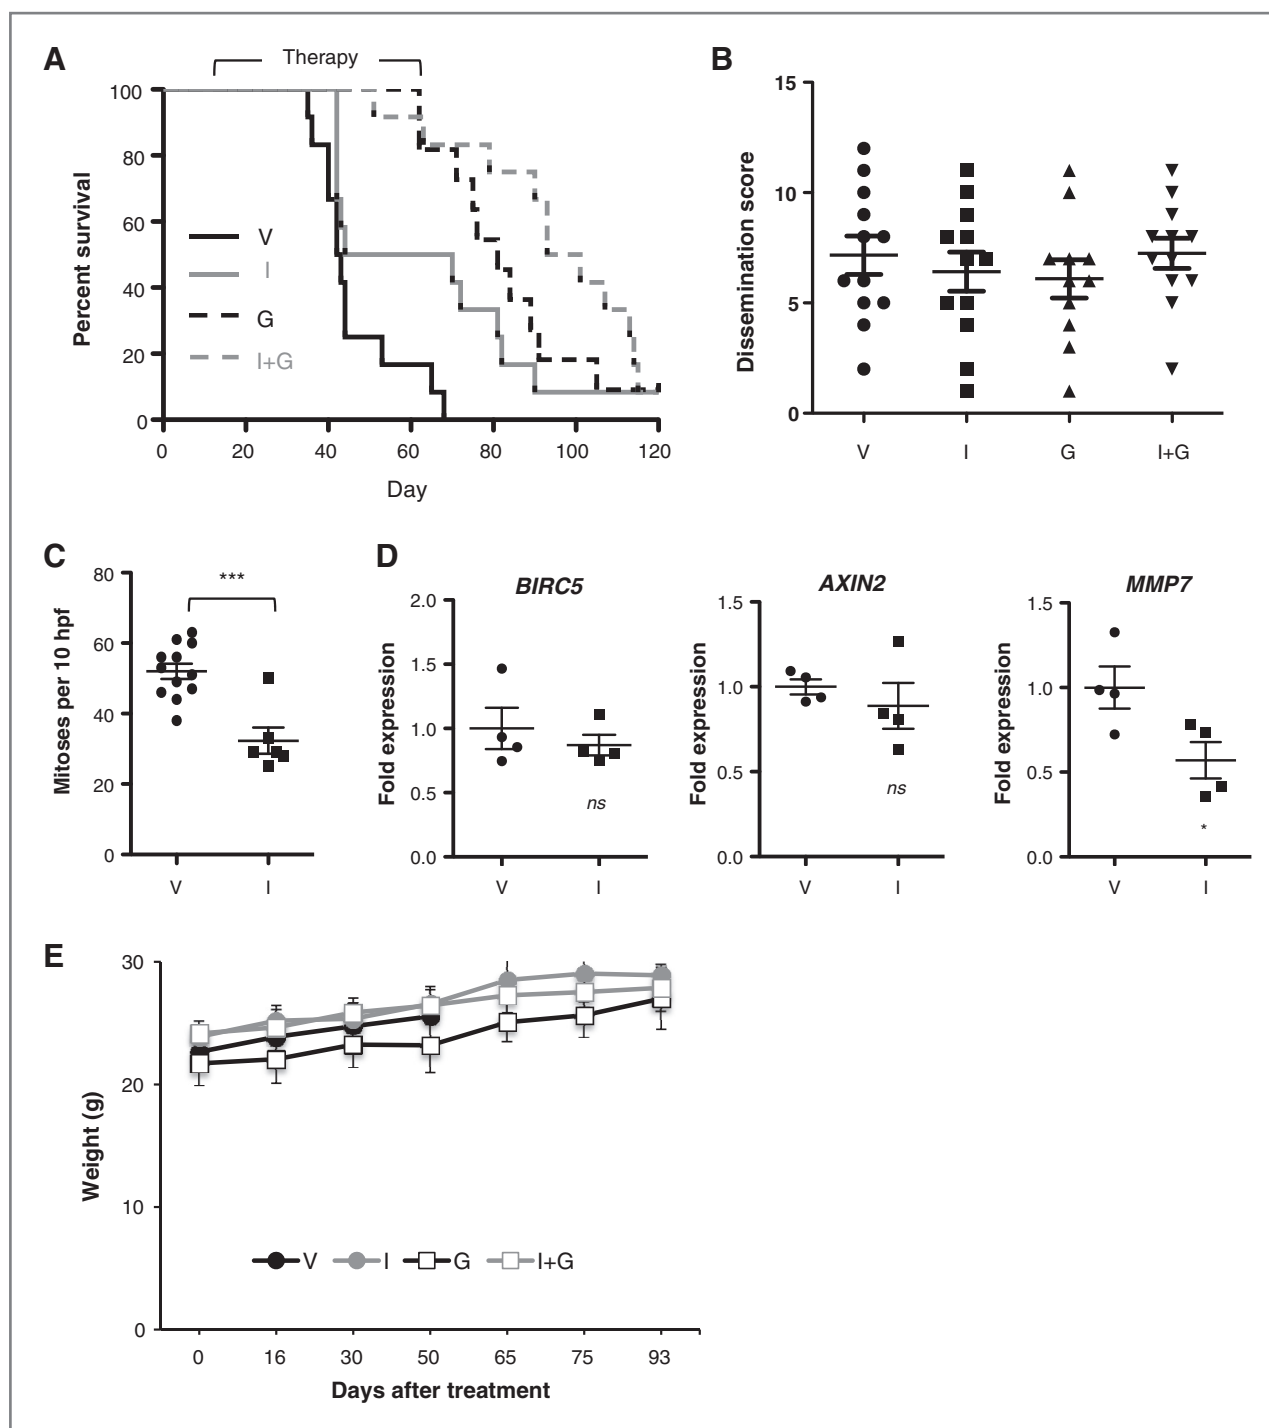 A
Therapy
100
80
60
40
20
0
Percent survival
V
I
G
I+G
0 20 40 60 80 100 120
Day
B
15
10
5
0
Dissemination score
V I G I+G
C
80
60
40
20
0
Mitoses per 10 hpf
***
V I
D
BIRC5
2.0
1.5
1.0
0.5
0.0
Fold expression
ns
V I
AXIN2
1.5
1.0
0.5
0.0
Fold expression
ns
V I
MMP7
1.5
1.0
0.5
0.0
Fold expression
*
V I
E
30
20
10
0
Weight (g)
V I G I+G
0 16 30 50 65 75 93
Days after treatment